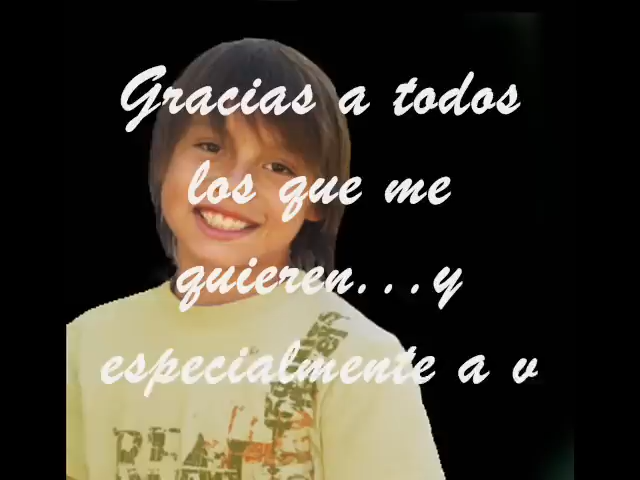 Gracias a todos
los que me
quieren...y
especialmente a v